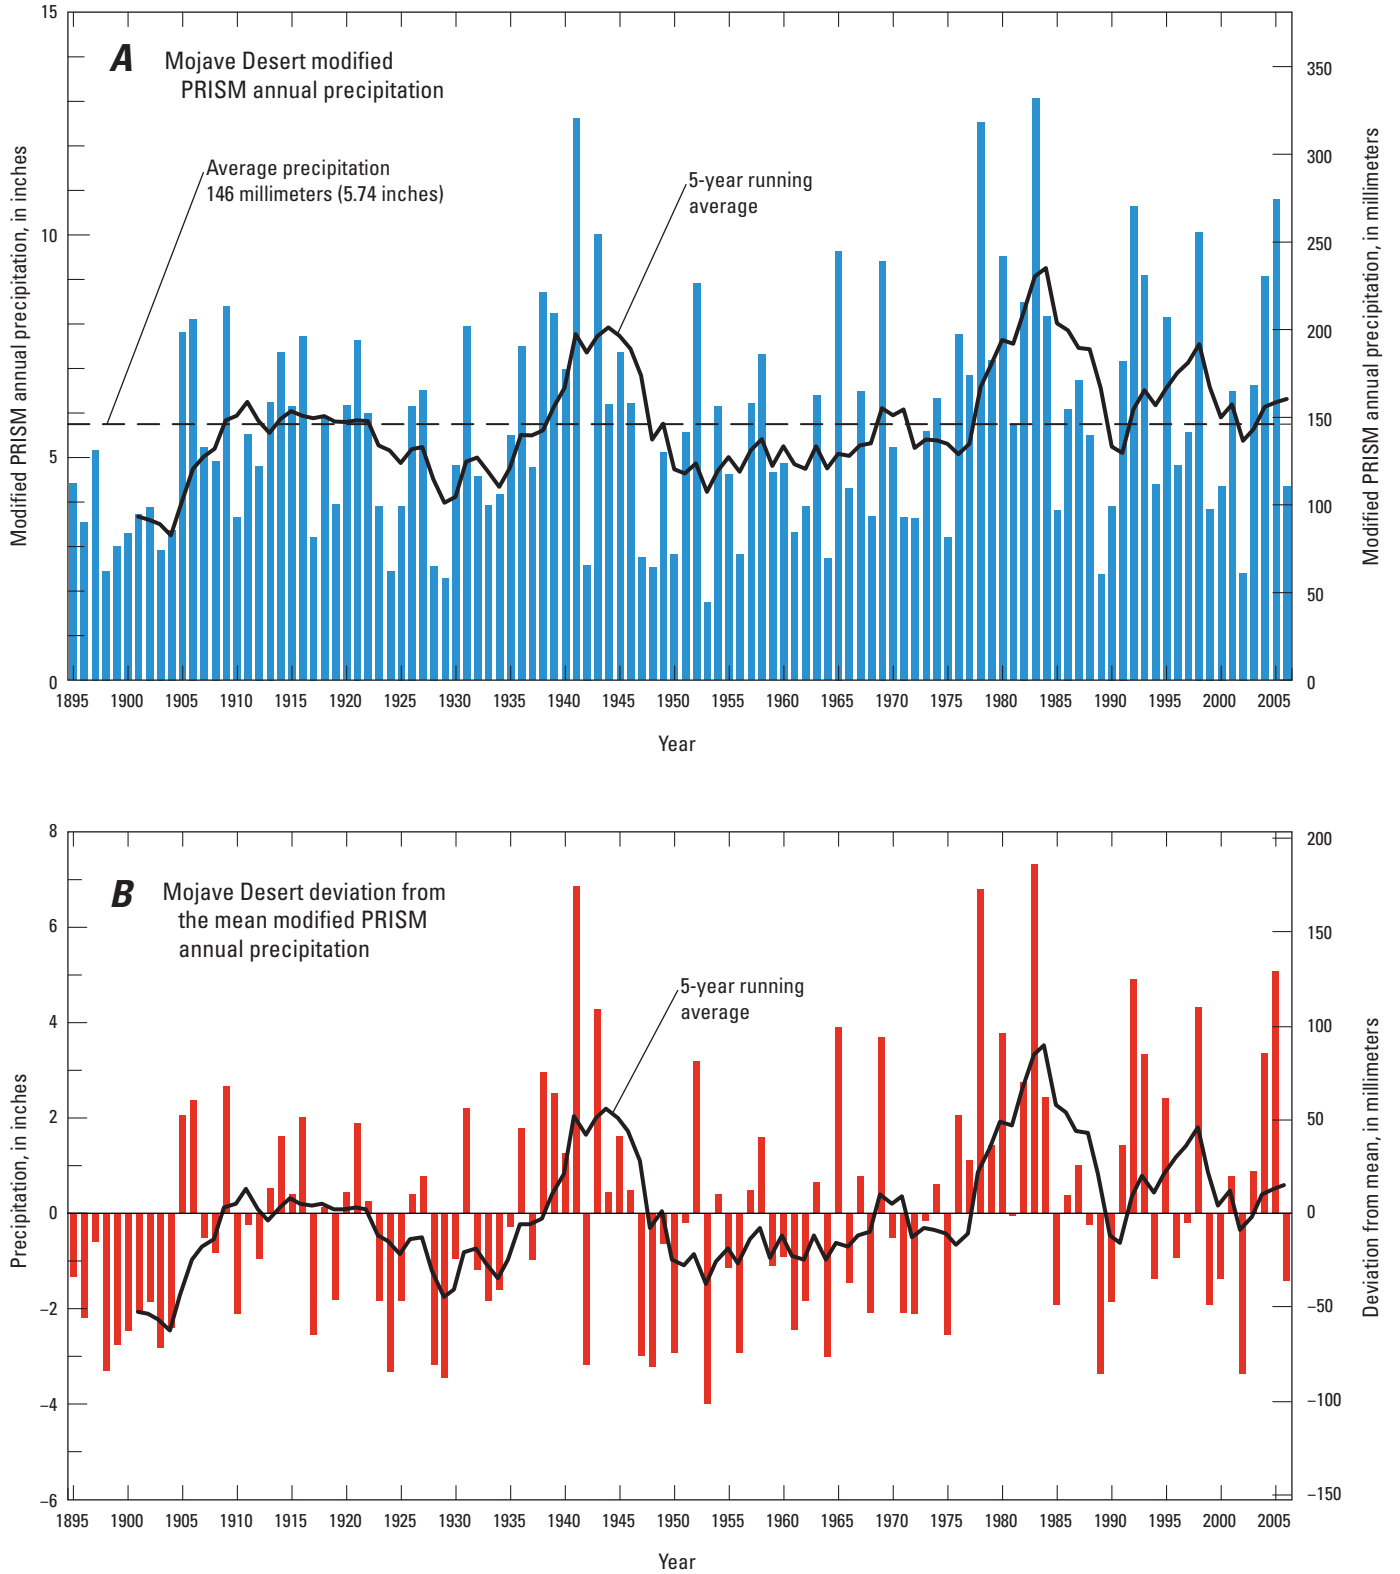 A Mojave Desert modified
PRISM annual precipitation
Average precipitation
146 millimeters (5.74 inches)
5-year running
average
Modified PRISM annual precipitation, in inches
15
10
5
0
Modified PRISM annual precipitation, in millimeters
350
300
250
200
150
100
50
0
1895 1900 1905 1910 1915 1920 1925 1930 1935 1940 1945 1950 1955 1960 1965 1970 1975 1980 1985 1990 1995 2000 2005
Year
B Mojave Desert deviation from
the mean modified PRISM
annual precipitation
5-year running
average
Precipitation, in inches
8
6
4
2
0
−2
−4
−6
Deviation from mean, in millimeters
200
150
100
50
0
−50
−100
−150
1895 1900 1905 1910 1915 1920 1925 1930 1935 1940 1945 1950 1955 1960 1965 1970 1975 1980 1985 1990 1995 2000 2005
Year